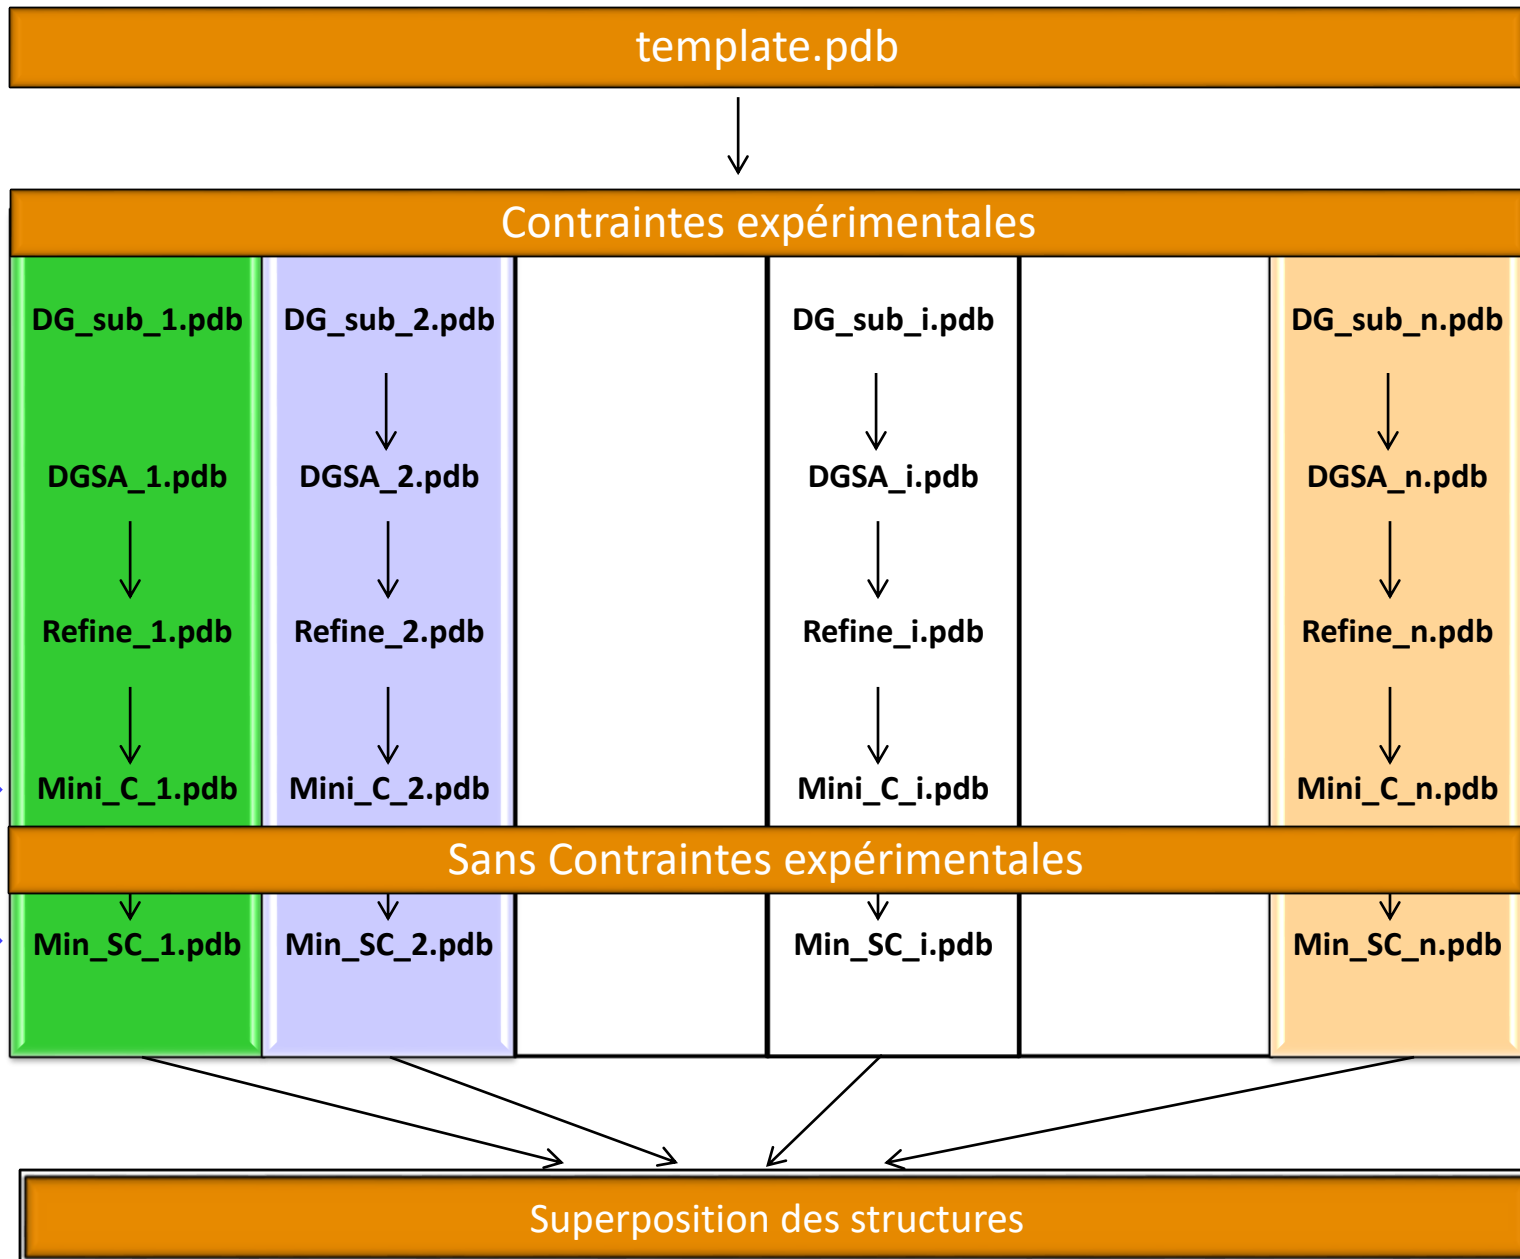 template.pdb
Contraintes expérimentales
DG_sub_1.pdb DG_sub_2.pdb DG_sub_i.pdb DG_sub_n.pdb
DGSA_1.pdb DGSA_2.pdb DGSA_i.pdb DGSA_n.pdb
Refine_1.pdb Refine_2.pdb Refine_i.pdb Refine_n.pdb
Mini_C_1.pdb Mini_C_2.pdb Mini_C_i.pdb Mini_C_n.pdb
Sans Contraintes expérimentales
Min_SC_1.pdb Min_SC_2.pdb Min_SC_i.pdb Min_SC_n.pdb
Superposition des structures